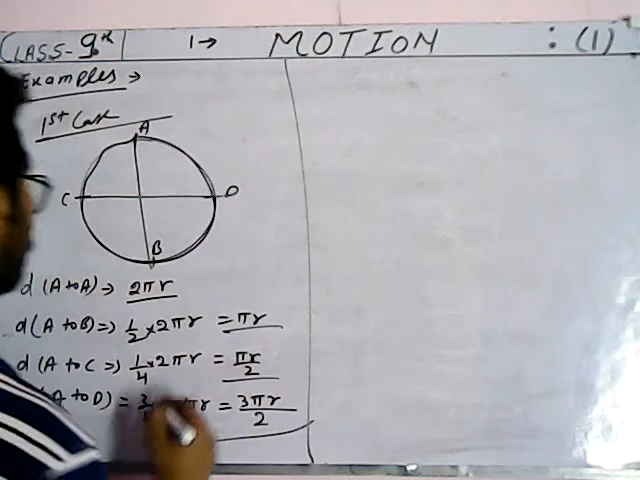 CLASS-9th 1→ MOTION : (1)
Examples →
1st Case
A
C D
B
d (A to A) → 2πr
d(A to B) => 1/2 × 2πr = πr
d (A to C => 1/4 × 2πr = πr/2
(A to D) = 3/ πr = 3πr/2